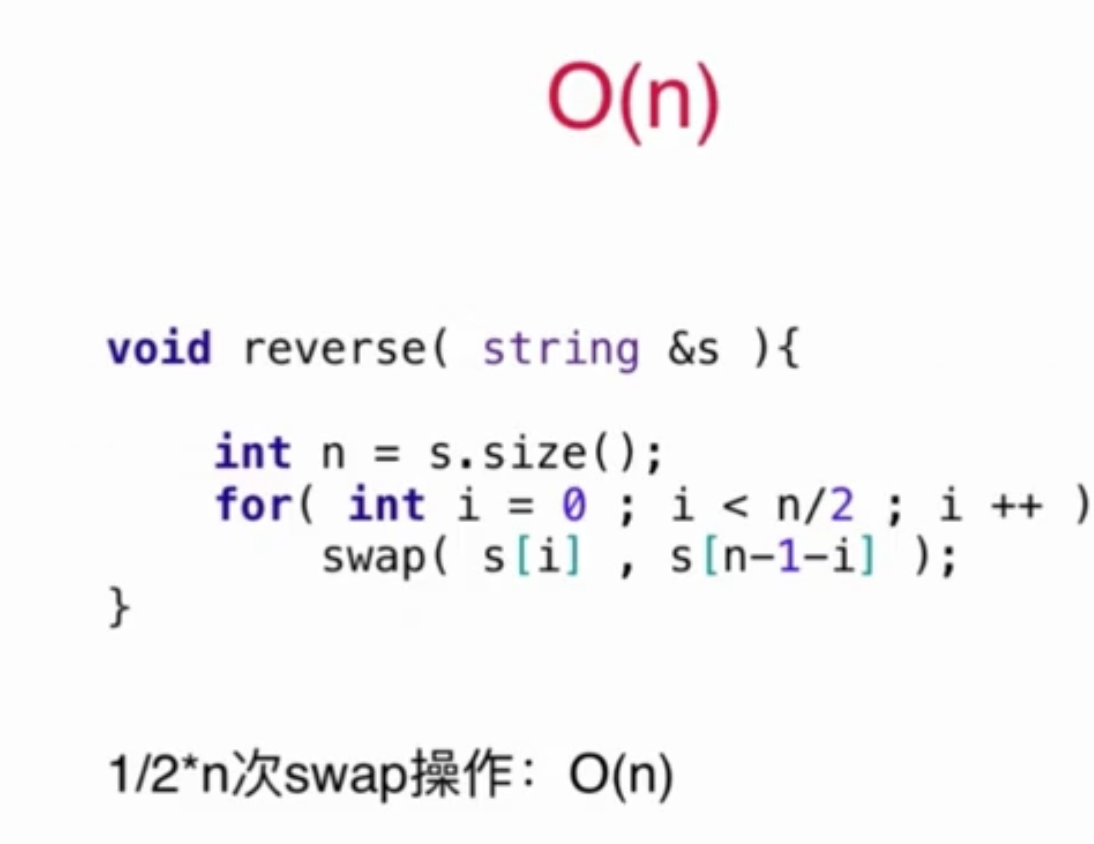 O(n)
void reverse( string &s ){
int n = s.size();
for( int i = 0 ; i < n/2 ; i ++ )
swap( s[i] , s[n-1-i] );
}
1/2*n次swap操作：O(n)